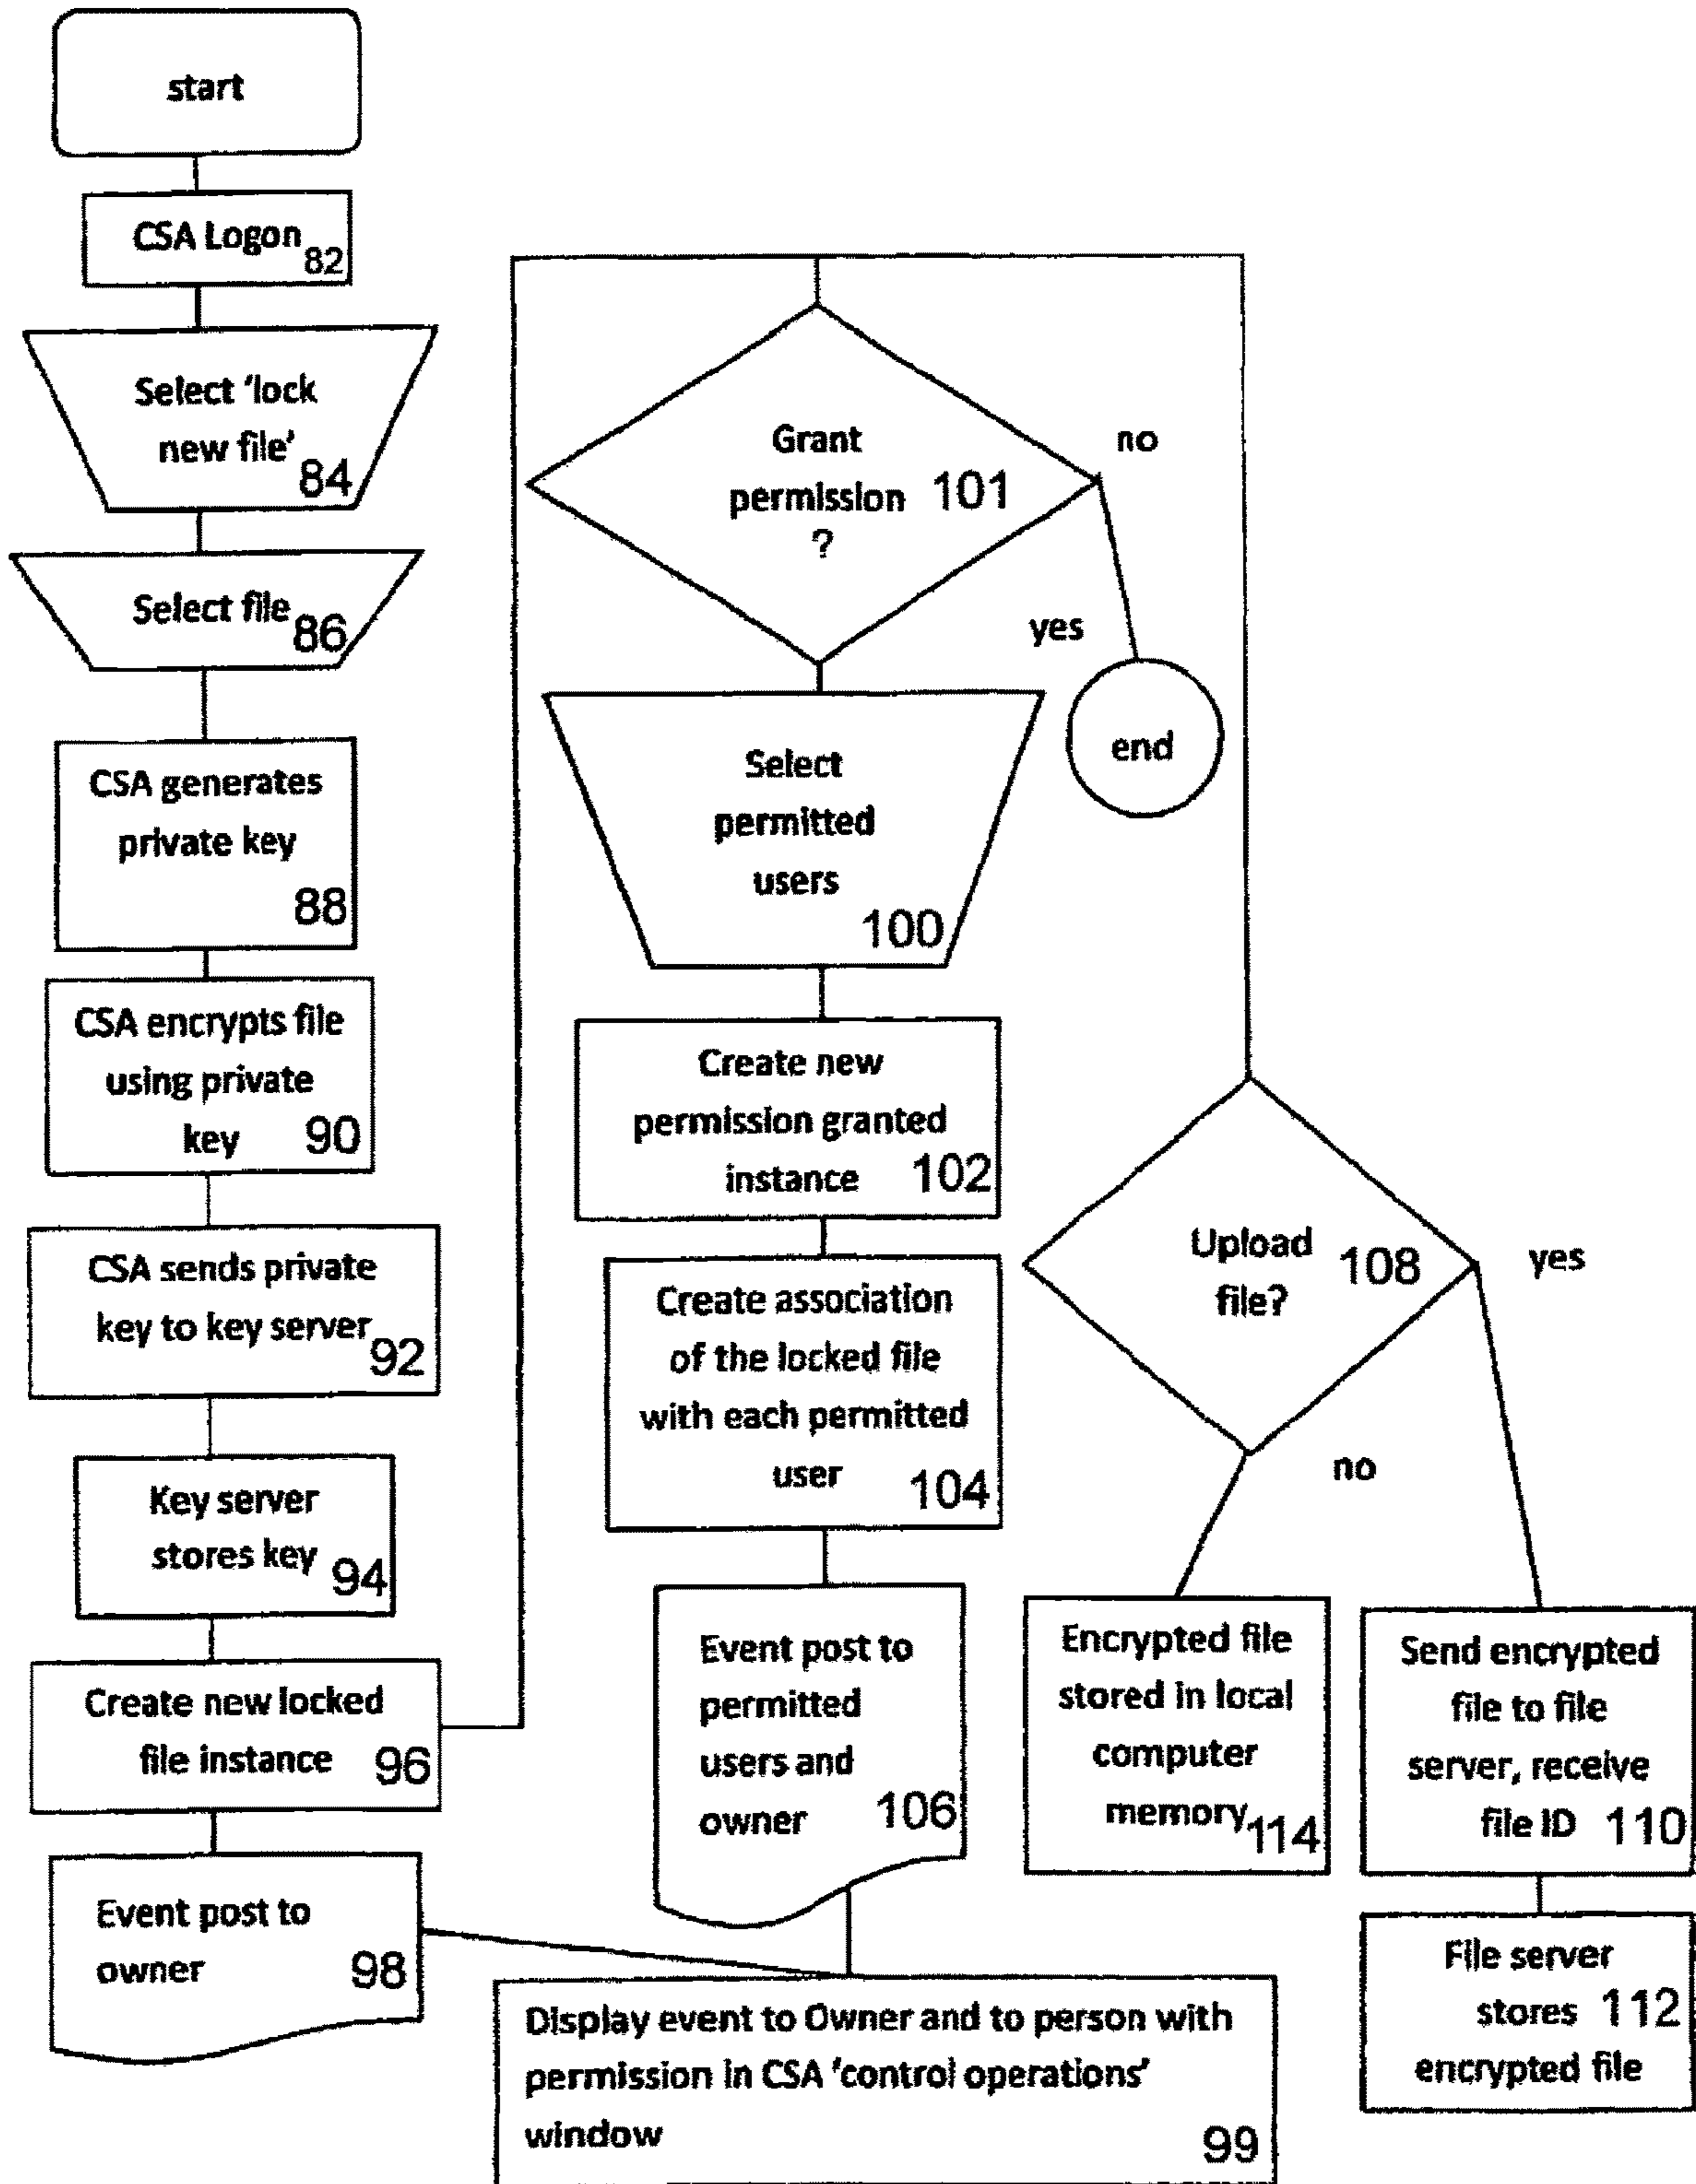 start
CSA Logon
82
Select 'lock
new file'
84
Select file
86
CSA generates
private key
88
CSA encrypts file
using private
key 90
CSA sends private
key to key server
92
Key server
stores key
94
Create new locked
file instance 96
Event post to
owner 98
Grant
permission 101
?
no
yes
end
Select
permitted
users
100
Create new
permission granted
instance 102
Create association
of the locked file
with each permitted
user 104
Event post to
permitted
users and
owner 106
Display event to Owner and to person with
permission in CSA 'control operations'
window
99
Upload
file? 108
yes
no
Encrypted file
stored in local
computer
memory
114
Send encrypted
file to file
server, receive
file ID 110
File server
stores 112
encrypted file